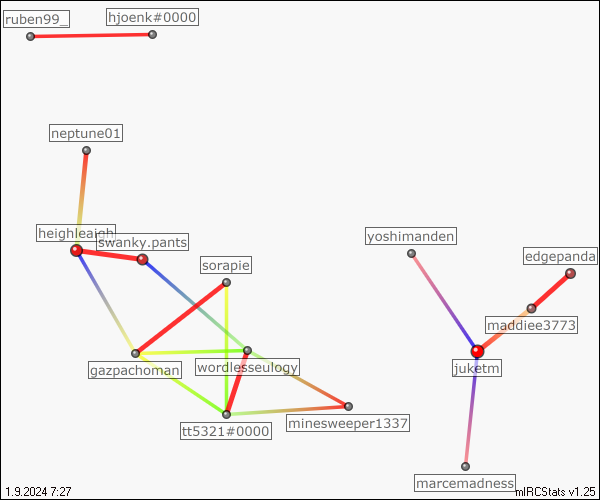 ruben99_
hjoenk#0000
neptune01
heighleaigh
swanky.pants
yoshimanden
edgepanda
sorapie
maddiee3773
gazpachoman
wordlesseulogy
juketm
tt5321#0000
minesweeper1337
marcemadness
1.9.2024 7:27
mIRCStats v1.25